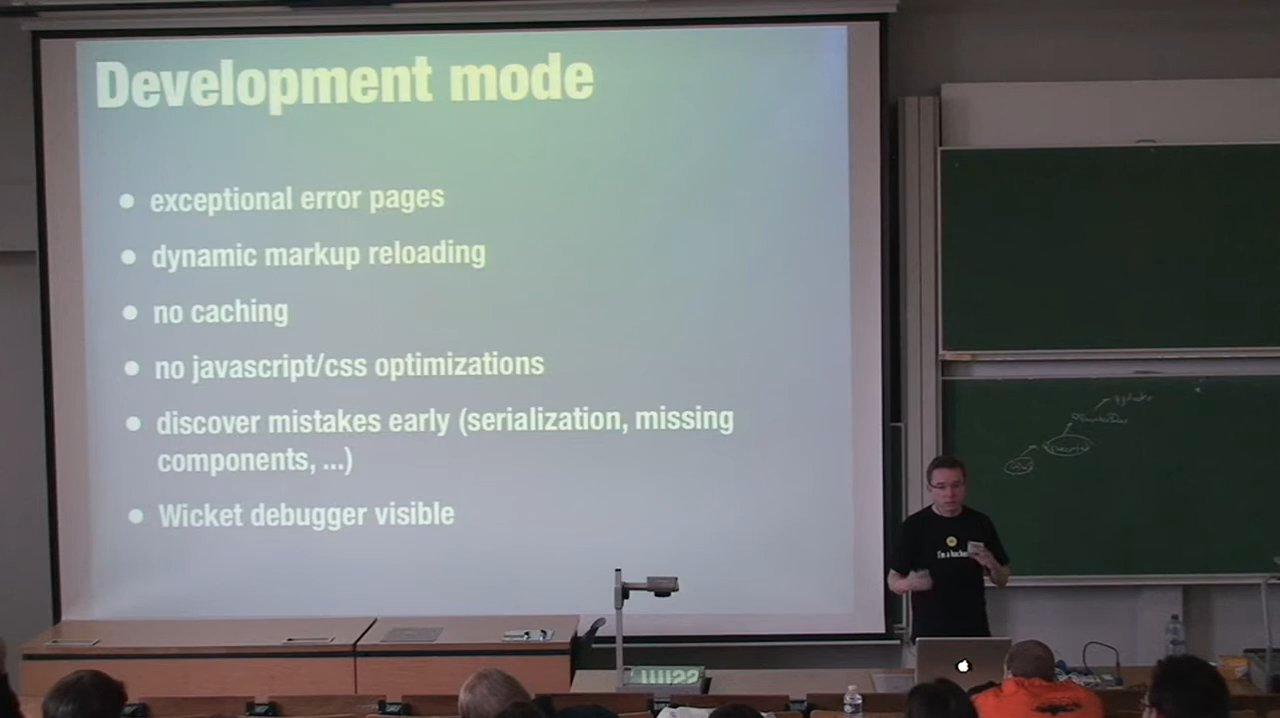 Development mode
exceptional error pages
dynamic markup reloading
no caching
no javascript/css optimizations
discover mistakes early (serialization, missing
components, ...)
Wicket debugger visible
I'm a